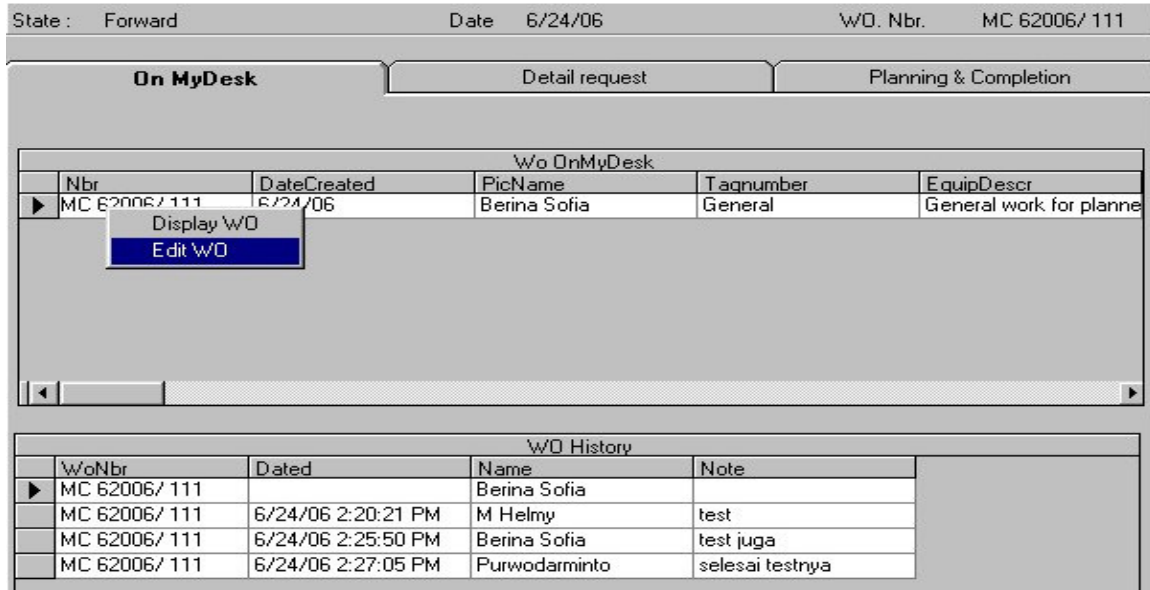 State : Forward Date 6/24/06 WO. Nbr. MC 62006/ 111
On MyDesk Detail request Planning & Completion
Wo OnMyDesk
Nbr DateCreated PicName Tagnumber EquipDescr
MC 62006/ 111 6/24/06 Berina Sofia General General work for planne
Display WO
Edit WO
WO History
WoNbr Dated Name Note
MC 62006/ 111 Berina Sofia
MC 62006/ 111 6/24/06 2:20:21 PM M Helmy test
MC 62006/ 111 6/24/06 2:25:50 PM Berina Sofia test juga
MC 62006/ 111 6/24/06 2:27:05 PM Purwodarminto selesai testnya